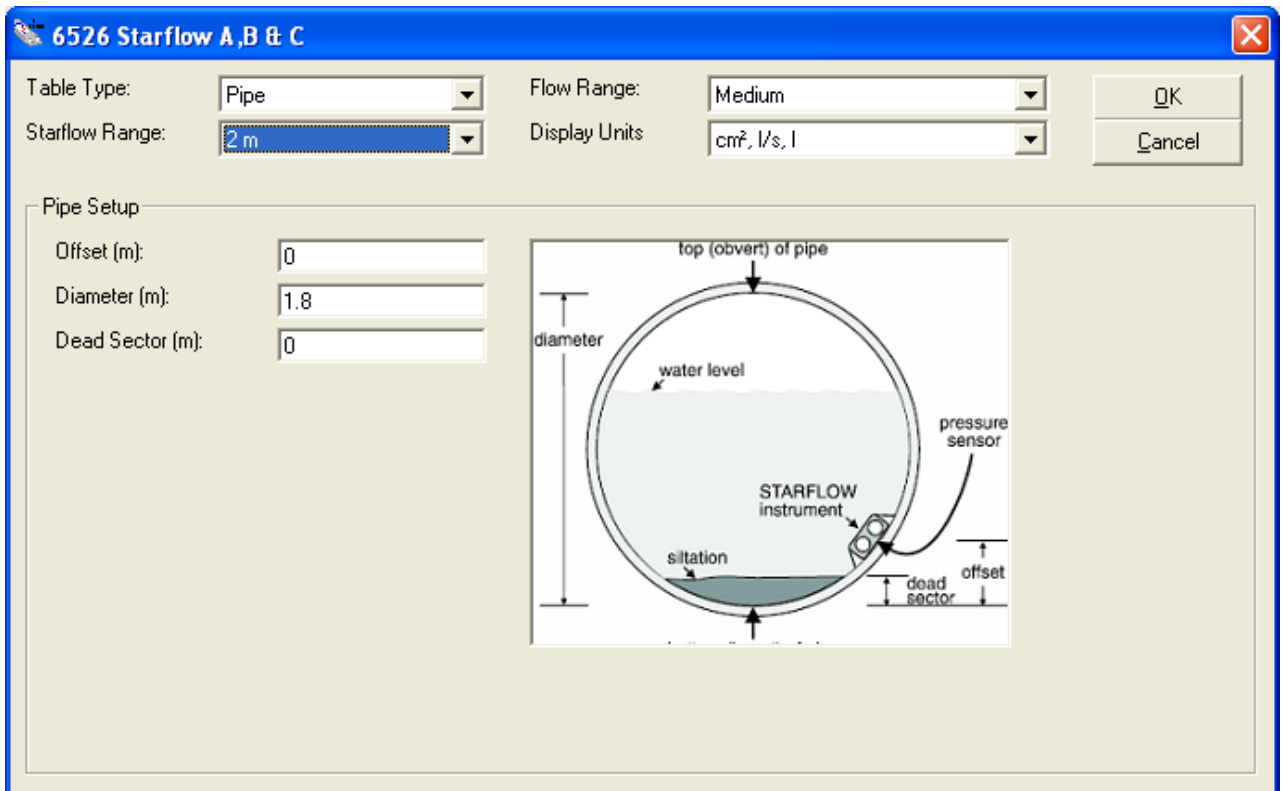 6526 Starflow A,B & C
Table Type: Pipe Flow Range: Medium OK
Starflow Range: 2 m Display Units cm², l/s, l Cancel
Pipe Setup
Offset (m): 0
Diameter (m): 1.8
Dead Sector (m): 0
top (obvert) of pipe
diameter
water level
pressure
sensor
STARFLOW
instrument
siltation
offset
dead
sector